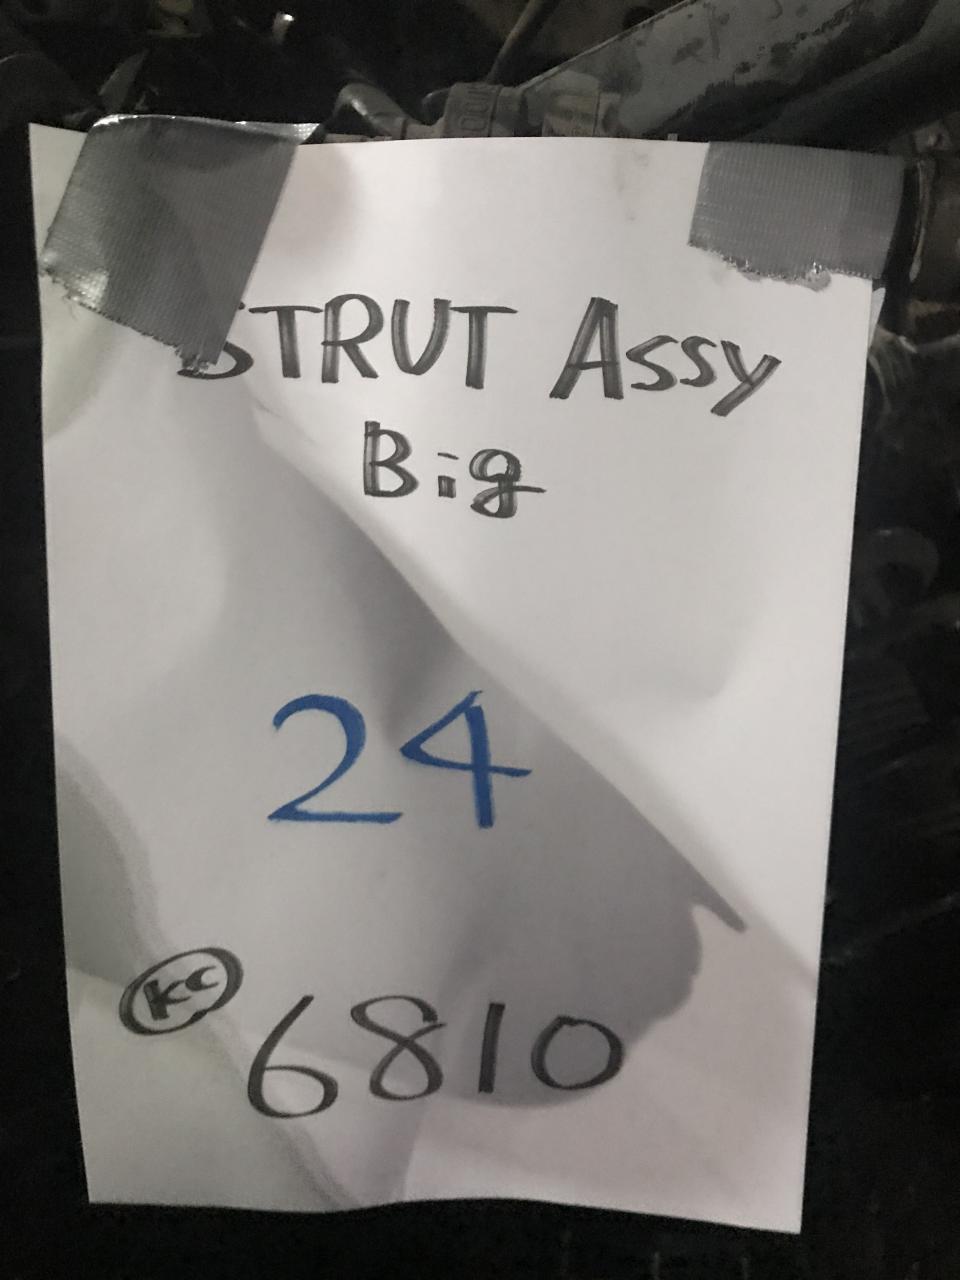 STRUT Assy
Big
24
KC
6810